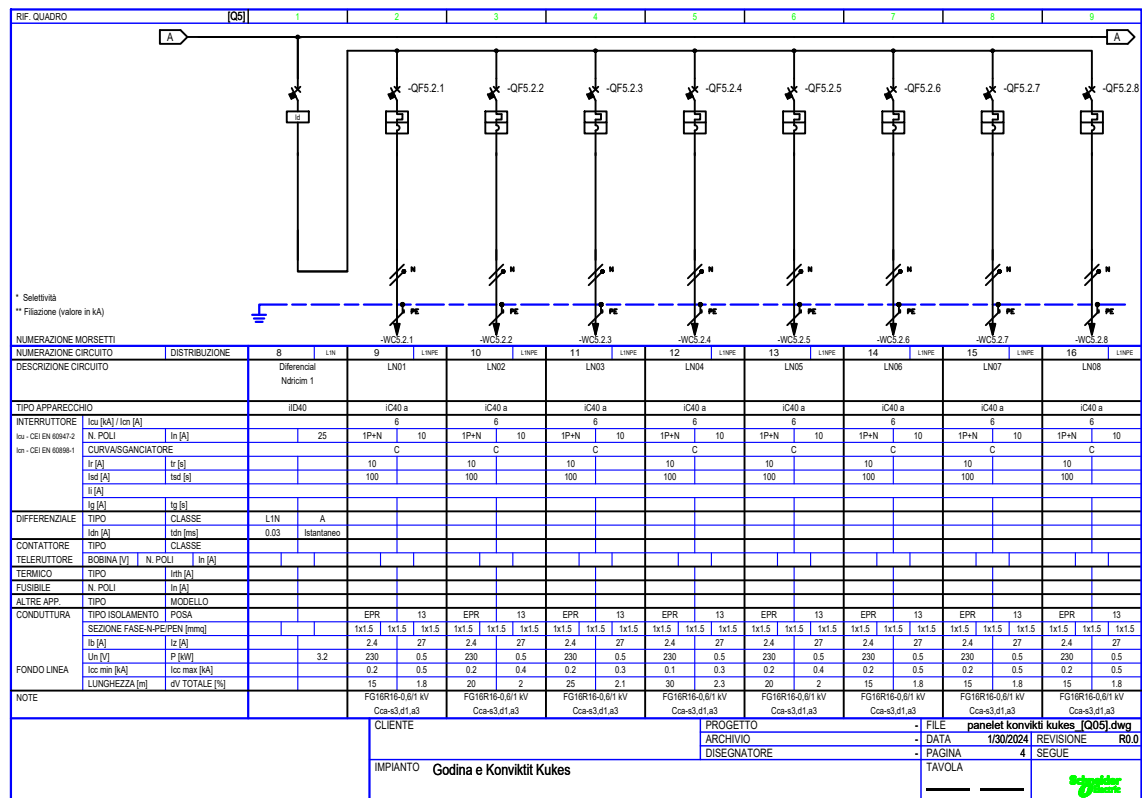 RIF. QUADRO [Q5] 1 2 3 4 5 6 7 8 9
A A
-QF5.2.1 -QF5.2.2 -QF5.2.3 -QF5.2.4 -QF5.2.5 -QF5.2.6 -QF5.2.7 -QF5.2.8
Id
N N N N N N N N
* Selettività
** Filiazione (valore in kA)
PE PE PE PE PE PE PE PE
NUMERAZIONE MORSETTI -WC5.2.1 -WC5.2.2 -WC5.2.3 -WC5.2.4 -WC5.2.5 -WC5.2.6 -WC5.2.7 -WC5.2.8
NUMERAZIONE CIRCUITO DISTRIBUZIONE 8 L1N 9 L1NPE 10 L1NPE 11 L1NPE 12 L1NPE 13 L1NPE 14 L1NPE 15 L1NPE 16 L1NPE
DESCRIZIONE CIRCUITO Diferencial LN01 LN02 LN03 LN04 LN05 LN06 LN07 LN08
Ndricim 1
TIPO APPARECCHIO iID40 iC40 a iC40 a iC40 a iC40 a iC40 a iC40 a iC40 a iC40 a
INTERRUTTORE Icu [kA] / Icn [A] 6 6 6 6 6 6 6 6
Icu - CEI EN 60947-2 N. POLI In [A] 25 1P+N 10 1P+N 10 1P+N 10 1P+N 10 1P+N 10 1P+N 10 1P+N 10 1P+N 10
Icn - CEI EN 60898-1 CURVA/SGANCIATORE C C C C C C C C
Ir [A] tr [s] 10 10 10 10 10 10 10 10
Isd [A] tsd [s] 100 100 100 100 100 100 100 100
Ii [A]
Ig [A] tg [s]
DIFFERENZIALE TIPO CLASSE L1N A
Idn [A] tdn [ms] 0.03 Istantaneo
CONTATTORE TIPO CLASSE
TELERUTTORE BOBINA [V] N. POLI In [A]
TERMICO TIPO Irth [A]
FUSIBILE N. POLI In [A]
ALTRE APP. TIPO MODELLO
CONDUTTURA TIPO ISOLAMENTO POSA EPR 13 EPR 13 EPR 13 EPR 13 EPR 13 EPR 13 EPR 13 EPR 13
SEZIONE FASE-N-PE/PEN [mmq] 1x1.5 1x1.5 1x1.5 1x1.5 1x1.5 1x1.5 1x1.5 1x1.5 1x1.5 1x1.5 1x1.5 1x1.5 1x1.5 1x1.5 1x1.5 1x1.5 1x1.5 1x1.5 1x1.5 1x1.5 1x1.5 1x1.5 1x1.5 1x1.5
Ib [A] Iz [A] 2.4 27 2.4 27 2.4 27 2.4 27 2.4 27 2.4 27 2.4 27 2.4 27
Un [V] P [kW] 3.2 230 0.5 230 0.5 230 0.5 230 0.5 230 0.5 230 0.5 230 0.5 230 0.5
FONDO LINEA Icc min [kA] Icc max [kA] 0.2 0.5 0.2 0.4 0.2 0.3 0.1 0.3 0.2 0.4 0.2 0.5 0.2 0.5 0.2 0.5
LUNGHEZZA [m] dV TOTALE [%] 15 1.8 20 2 25 2.1 30 2.3 20 2 15 1.8 15 1.8 15 1.8
NOTE FG16R16-0,6/1 kV FG16R16-0,6/1 kV FG16R16-0,6/1 kV FG16R16-0,6/1 kV FG16R16-0,6/1 kV FG16R16-0,6/1 kV FG16R16-0,6/1 kV FG16R16-0,6/1 kV
Cca-s3,d1,a3 Cca-s3,d1,a3 Cca-s3,d1,a3 Cca-s3,d1,a3 Cca-s3,d1,a3 Cca-s3,d1,a3 Cca-s3,d1,a3 Cca-s3,d1,a3
CLIENTE PROGETTO - FILE panelet konvikti kukes_[Q05].dwg
ARCHIVIO - DATA 1/30/2024 REVISIONE R0.0
DISEGNATORE - PAGINA 4 SEGUE
IMPIANTO Godina e Konviktit Kukes TAVOLA
Schneider
Electric